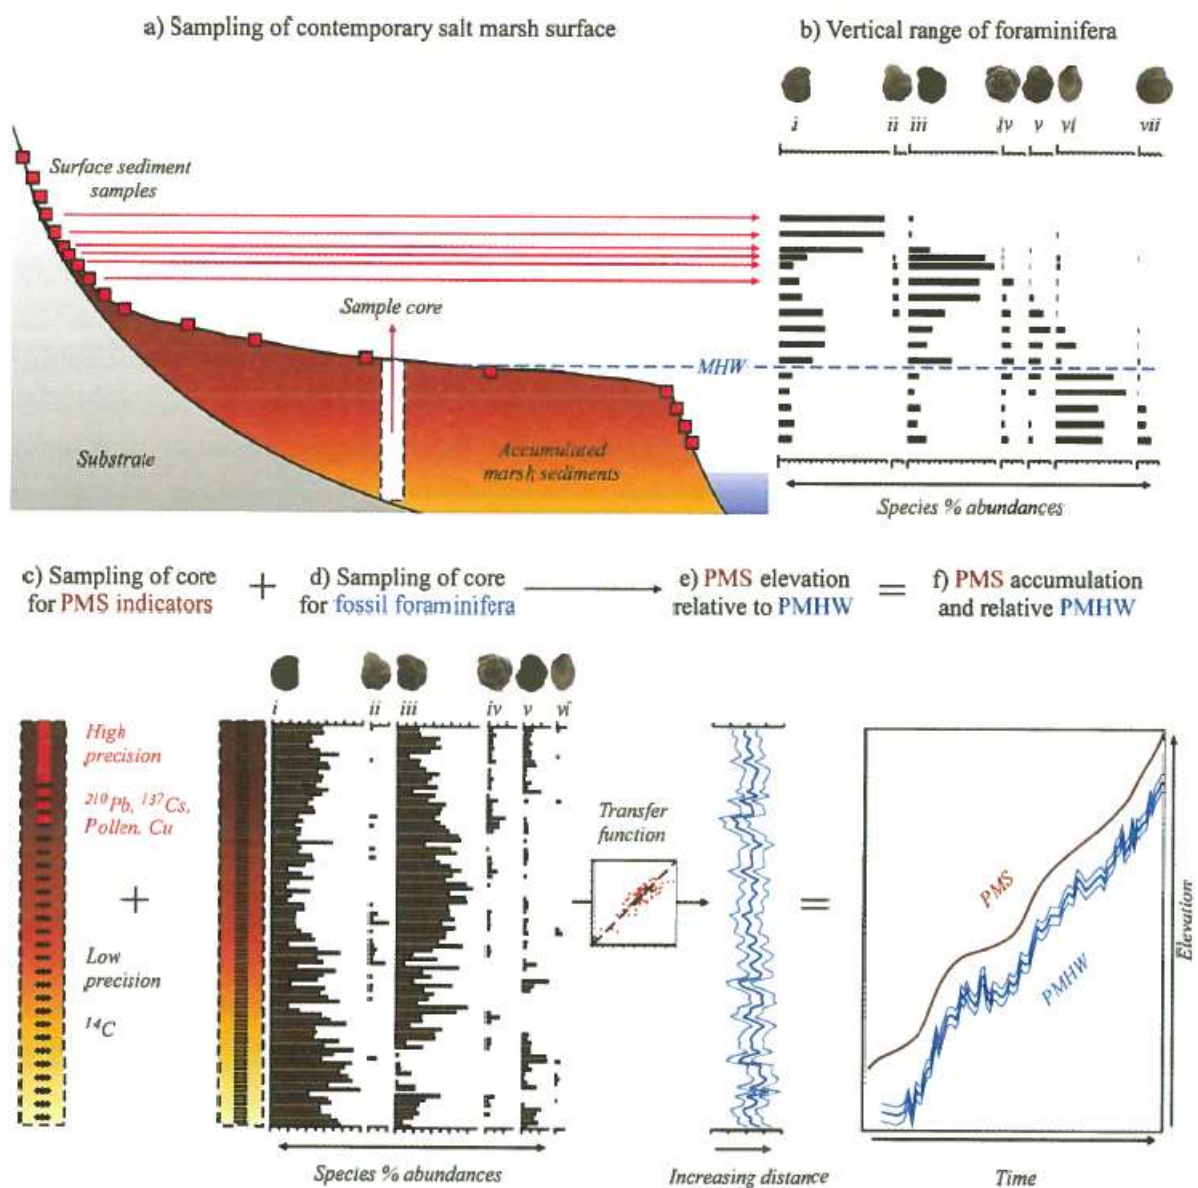 a) Sampling of contemporary salt marsh surface
b) Vertical range of foraminifera
i ii iii iv v vi vii
Surface sediment
samples
Sample core
MHW
Substrate
Accumulated
marsh sediments
Species % abundances
c) Sampling of core
for PMS indicators
+
d) Sampling of core
for fossil foraminifera
e) PMS elevation
relative to PMHW
=
f) PMS accumulation
and relative PMHW
i ii iii iv v vi
High
precision
²¹⁰Pb, ¹³⁷Cs,
Pollen, Cu
+
Low
precision
¹⁴C
Transfer
function
=
PMS
PMHW
Elevation
Species % abundances
Increasing distance
Time